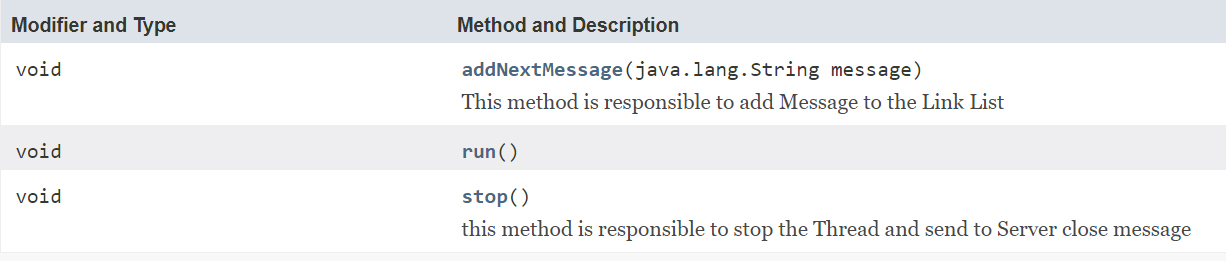 Modifier and Type Method and Description
void addNextMessage(java.lang.String message)
This method is responsible to add Message to the Link List
void run()
void stop()
this method is responsible to stop the Thread and send to Server close message